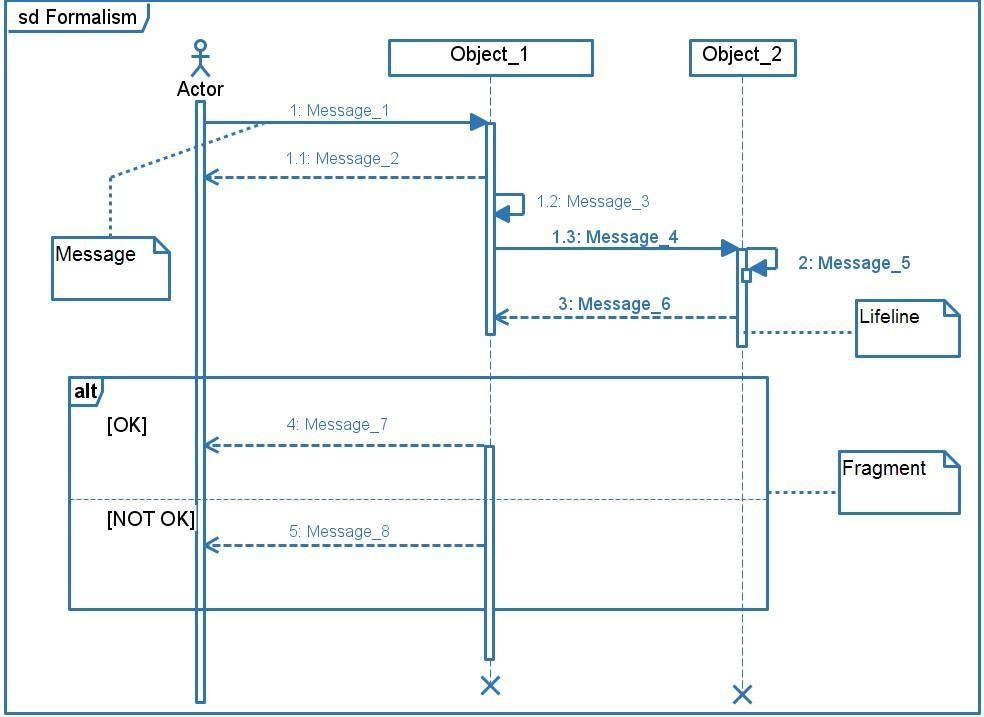 sd Formalism
Actor
Object_1
Object_2
1: Message_1
1.1: Message_2
1.2: Message_3
1.3: Message_4
Message
2: Message_5
3: Message_6
Lifeline
alt
[OK]
4: Message_7
Fragment
[NOT OK]
5: Message_8